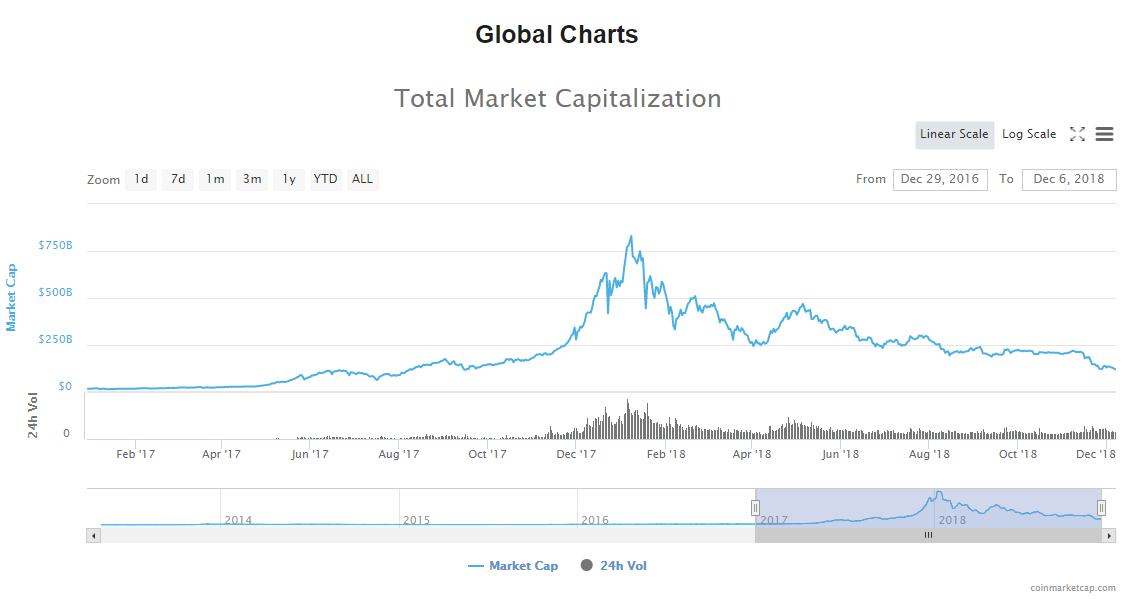 Global Charts
Total Market Capitalization
Linear Scale Log Scale
Zoom 1d 7d 1m 3m 1y YTD ALL From Dec 29, 2016 To Dec 6, 2018
Market Cap
$750B
$500B
$250B
$0
24h Vol
0
Feb '17 Apr '17 Jun '17 Aug '17 Oct '17 Dec '17 Feb '18 Apr '18 Jun '18 Aug '18 Oct '18 Dec '18
2014 2015 2016 2017 2018
Market Cap 24h Vol
coinmarketcap.com